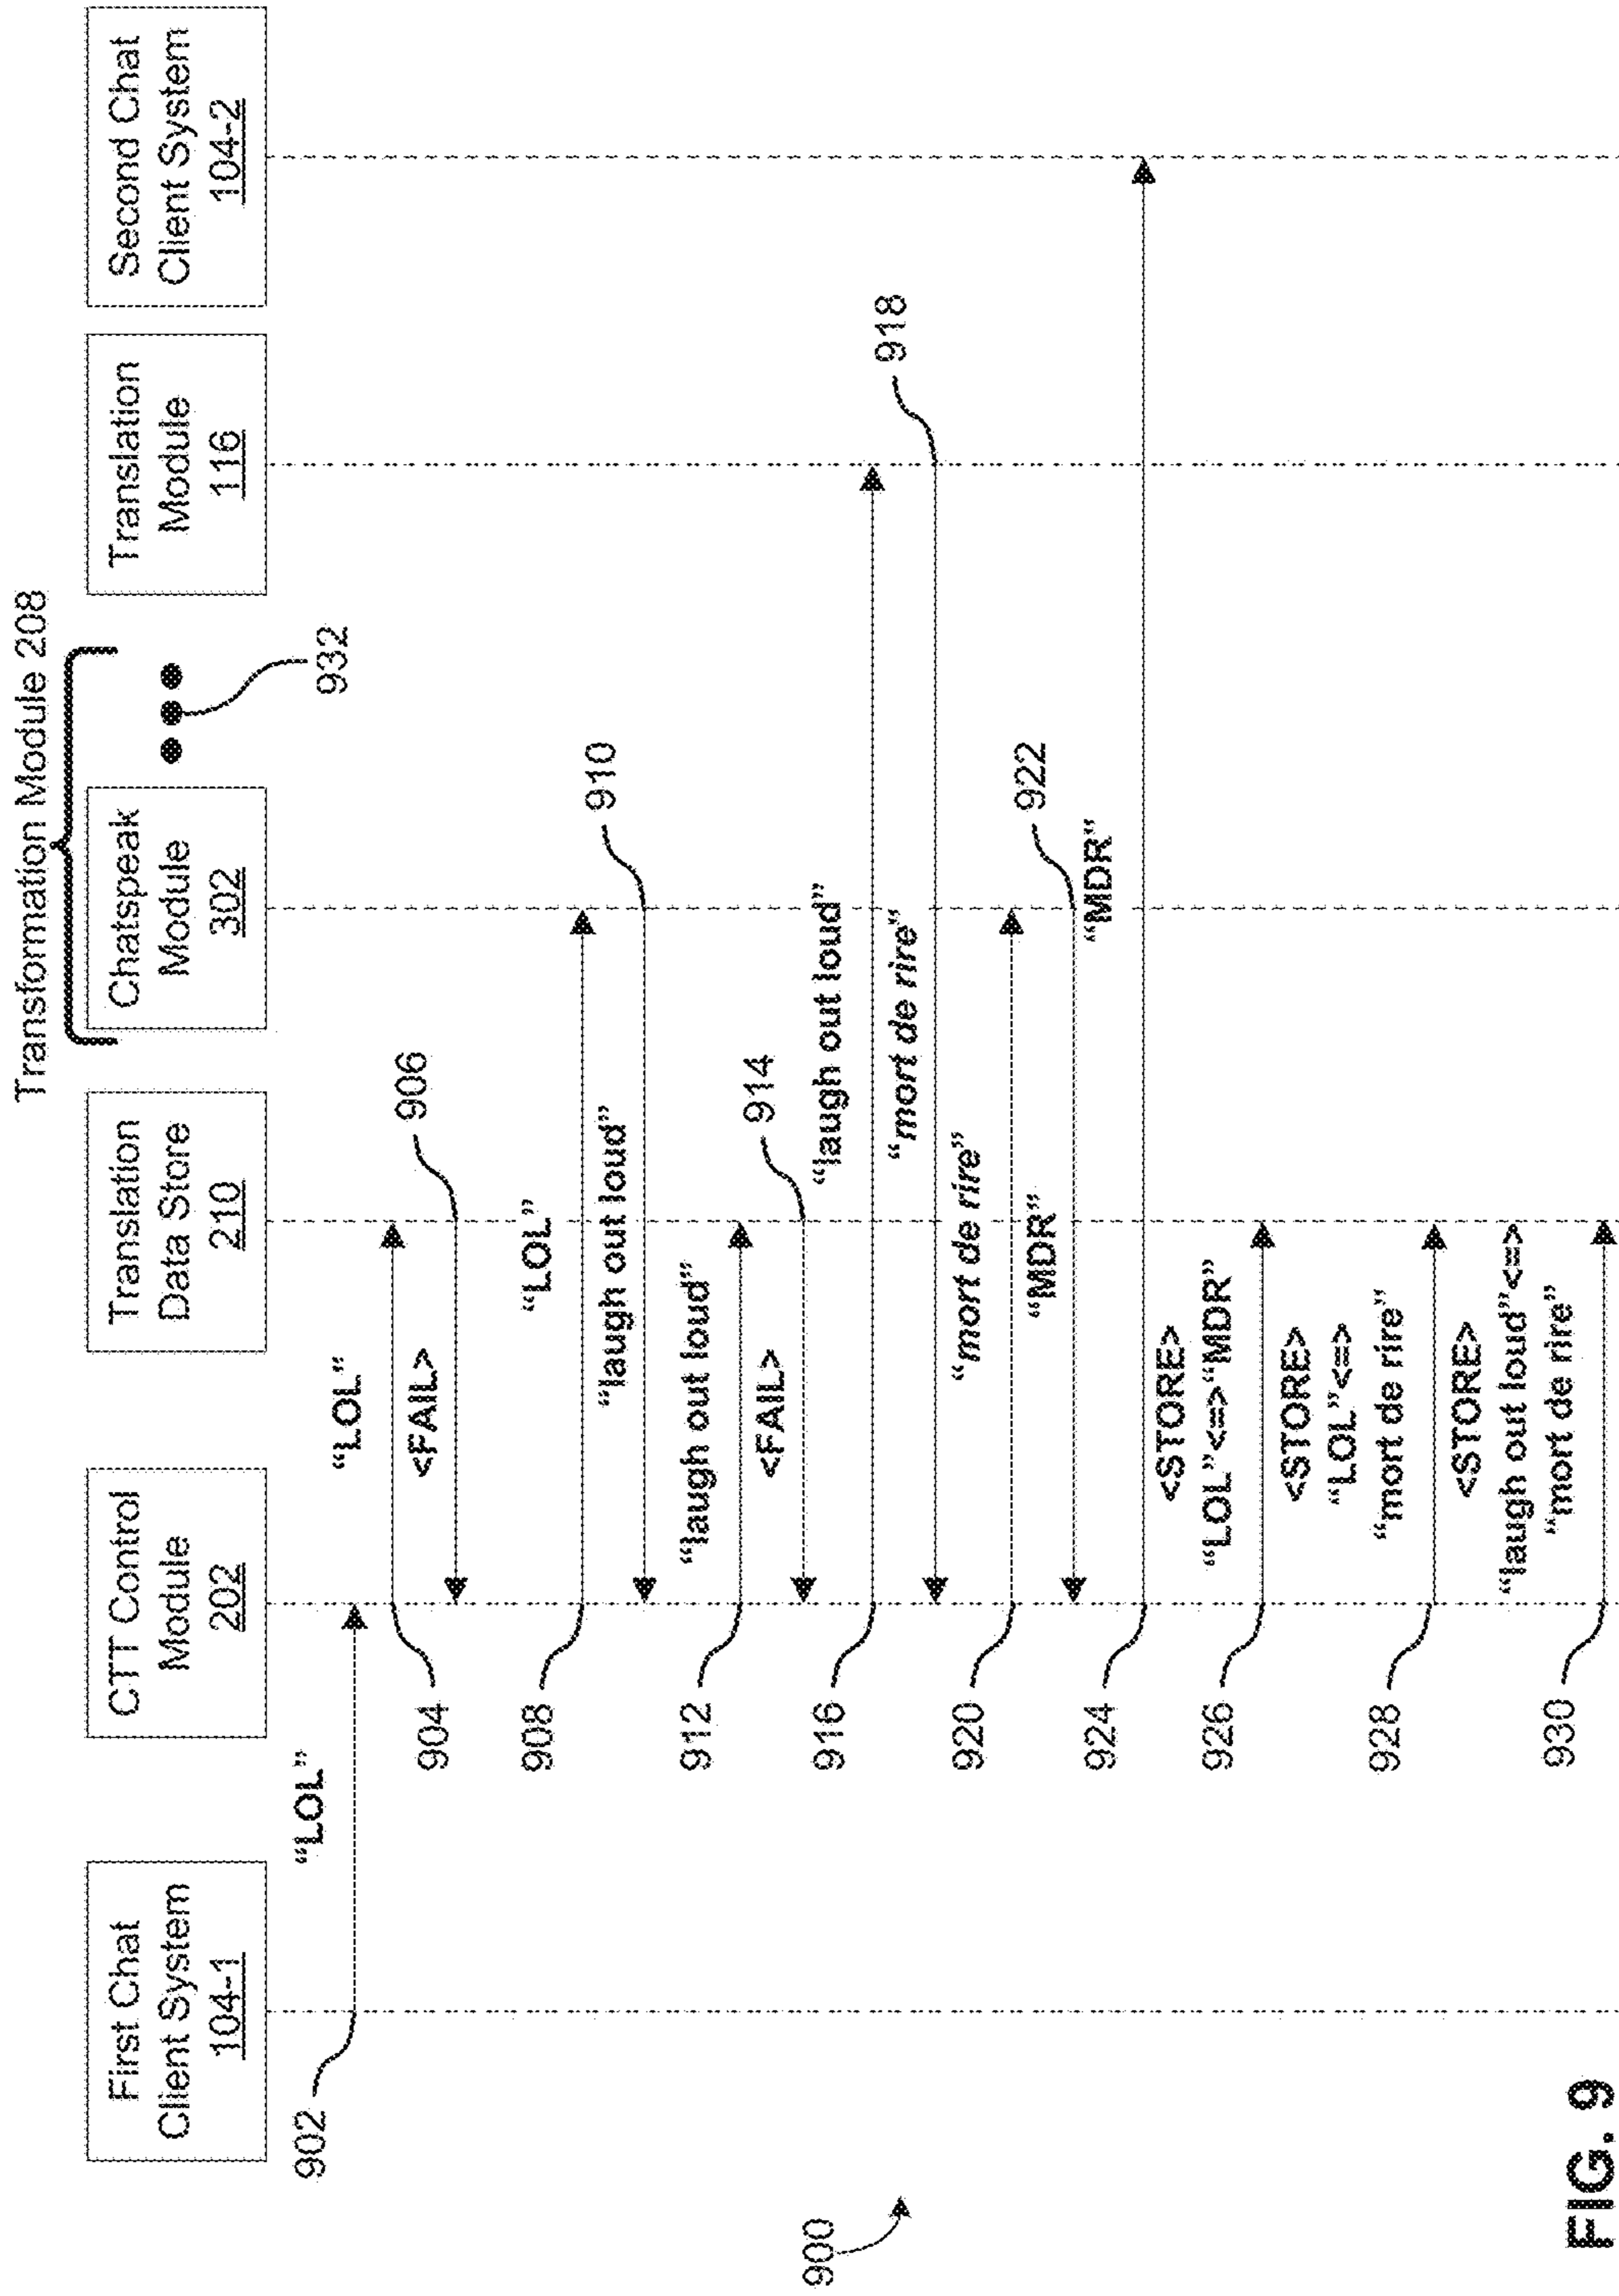 Transformation Module 208
First Chat
Client System
104-1
CTT Control
Module
202
Translation
Data Store
210
Chatspeak
Module
302
932
Translation
Module
116
Second Chat
Client System
104-2
902
“LOL”
904
“LOL”
<FAIL>
906
908
“LOL”
“laugh out loud”
910
912
“laugh out loud”
<FAIL>
914
916
“laugh out loud”
“mort de rire”
918
920
“mort de rire”
“MDR”
922
924
“MDR”
926
<STORE>
“LOL”<=>“MDR”
928
<STORE>
“LOL”<=>
“mort de rire”
930
<STORE>
“laugh out loud”<=>
“mort de rire”
900
FIG. 9